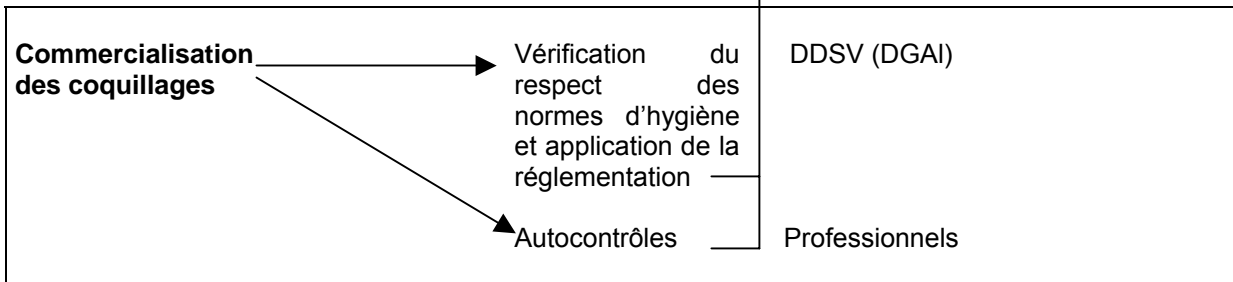 Commercialisation
des coquillages
Vérification du
respect des
normes d'hygiène
et application de la
réglementation
DDSV (DGAl)
Autocontrôles
Professionnels